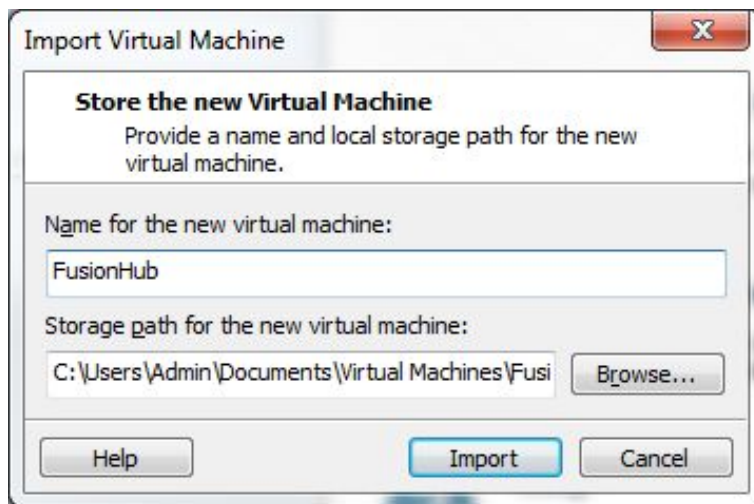 Import Virtual Machine
Store the new Virtual Machine
Provide a name and local storage path for the new
virtual machine.
Name for the new virtual machine:
FusionHub
Storage path for the new virtual machine:
C:\Users\Admin\Documents\Virtual Machines\Fusi
Browse...
Help
Import
Cancel